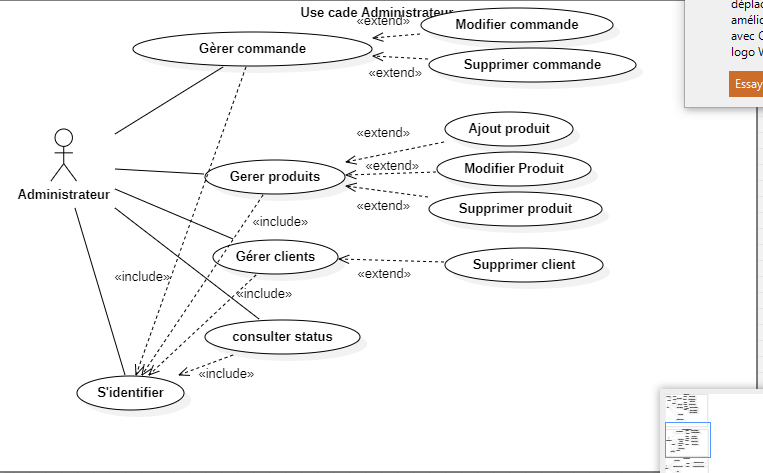 Use cade Administrateur
déplac
amélic
avec C
logo W
Essay
«extend»
Modifier commande
Gèrer commande
Supprimer commande
«extend»
Ajout produit
«extend»
«extend»
Modifier Produit
Gerer produits
Administrateur
Supprimer produit
«extend»
«include»
Gérer clients
Supprimer client
«extend»
«include»
«include»
consulter status
«include»
S'identifier